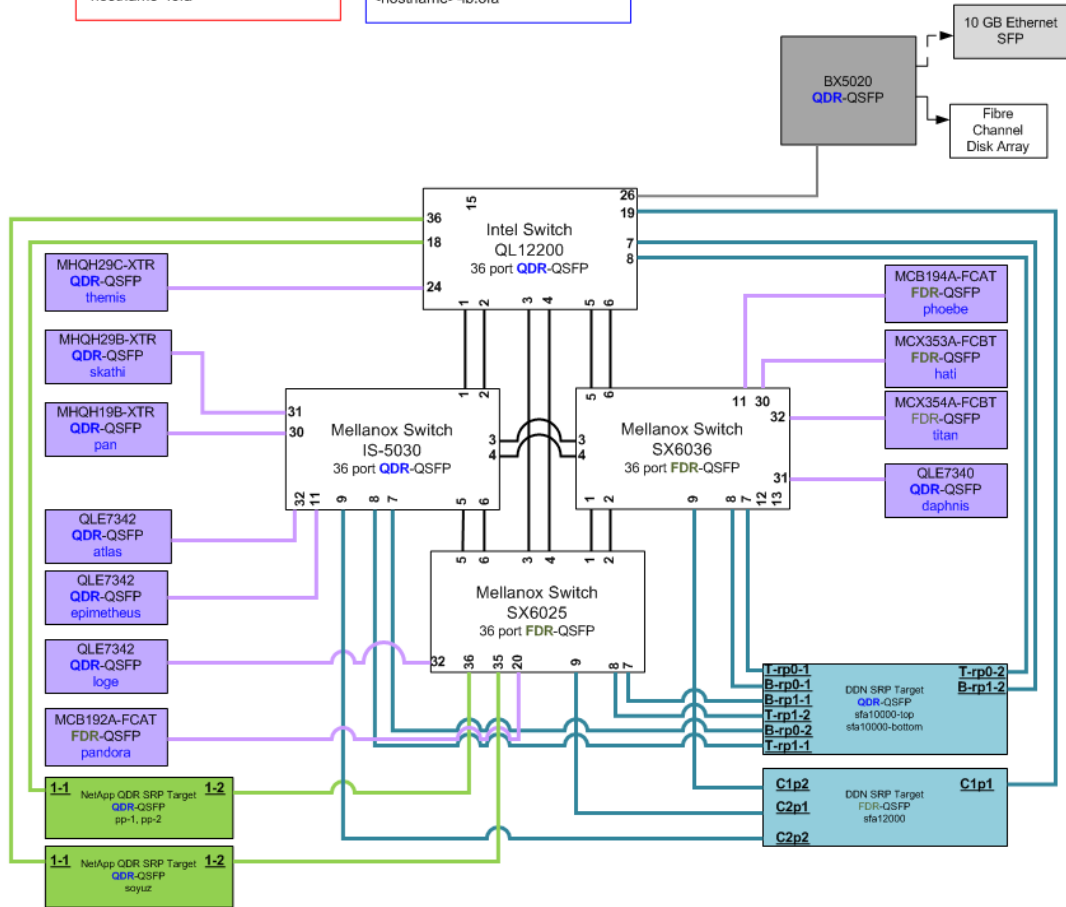 10 GB Ethernet
SFP
BX5020
QDR-QSFP
Fibre
Channel
Disk Array
15
26
36
19
Intel Switch
QL12200
36 port QDR-QSFP
18
7
8
24
1
2
3
4
5
6
MHQH29C-XTR
QDR-QSFP
themis
MHQH29B-XTR
QDR-QSFP
skathi
MHQH19B-XTR
QDR-QSFP
pan
MCB194A-FCAT
FDR-QSFP
phoebe
MCX353A-FCBT
FDR-QSFP
hati
MCX354A-FCBT
FDR-QSFP
titan
QLE7340
QDR-QSFP
daphnis
1
2
31
30
Mellanox Switch
IS-5030
36 port QDR-QSFP
3
4
32
11
9
8
7
5
6
5
6
11
30
32
3
4
Mellanox Switch
SX6036
36 port FDR-QSFP
31
1
2
9
8
7
12
13
QLE7342
QDR-QSFP
atlas
QLE7342
QDR-QSFP
epimetheus
QLE7342
QDR-QSFP
loge
MCB192A-FCAT
FDR-QSFP
pandora
5
6
3
4
1
2
Mellanox Switch
SX6025
36 port FDR-QSFP
32
36
35
20
9
8
7
T-rp0-1
B-rp0-1
B-rp1-1
T-rp1-2
B-rp0-2
T-rp1-1
DDN SRP Target
QDR-QSFP
sfa10000-top
sfa10000-bottom
T-rp0-2
B-rp1-2
C1p2
C2p1
C2p2
DDN SRP Target
FDR-QSFP
sfa12000
C1p1
1-1
NetApp QDR SRP Target
QDR-QSFP
pp-1, pp-2
1-2
1-1
NetApp QDR SRP Target
QDR-QSFP
soyuz
1-2